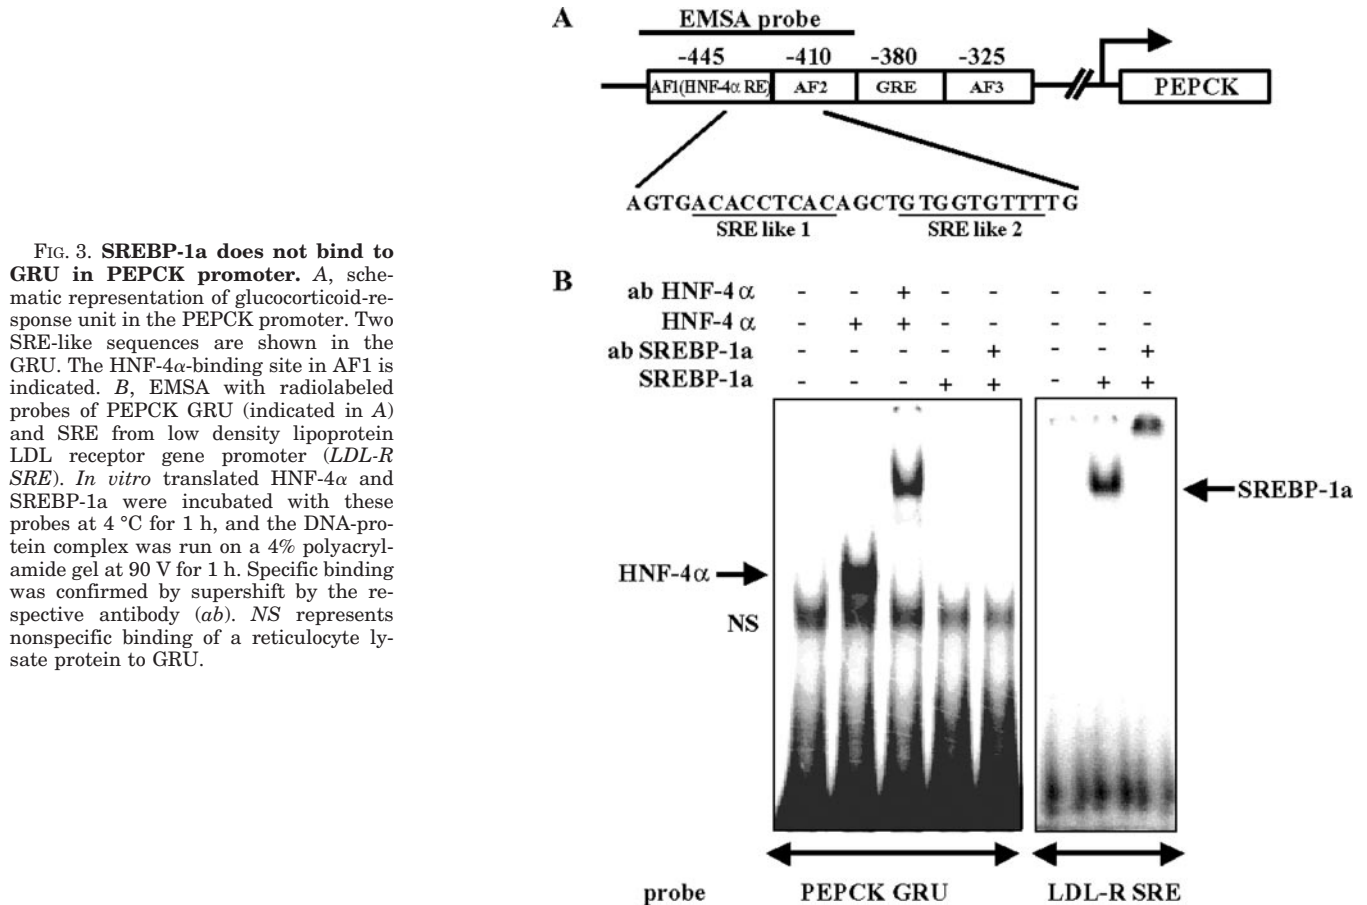 FIG. 3. SREBP-1a does not bind to
GRU in PEPCK promoter. A, sche-
matic representation of glucocorticoid-re-
sponse unit in the PEPCK promoter. Two
SRE-like sequences are shown in the
GRU. The HNF-4α-binding site in AF1 is
indicated. B, EMSA with radiolabeled
probes of PEPCK GRU (indicated in A)
and SRE from low density lipoprotein
LDL receptor gene promoter (LDL-R
SRE). In vitro translated HNF-4α and
SREBP-1a were incubated with these
probes at 4 °C for 1 h, and the DNA-pro-
tein complex was run on a 4% polyacryl-
amide gel at 90 V for 1 h. Specific binding
was confirmed by supershift by the re-
spective antibody (ab). NS represents
nonspecific binding of a reticulocyte ly-
sate protein to GRU.
A
EMSA probe
-445 -410 -380 -325
AF1(HNF-4α RE) AF2 GRE AF3 PEPCK
AGTGACACCTCACAGCTGTGGTGTTTTG
SRE like 1 SRE like 2
B
ab HNF-4 α - - + - - - - -
HNF-4 α - + + - - - - -
ab SREBP-1a - - - - + - - +
SREBP-1a - - - + + - + +
SREBP-1a
HNF-4α
NS
probe PEPCK GRU LDL-R SRE